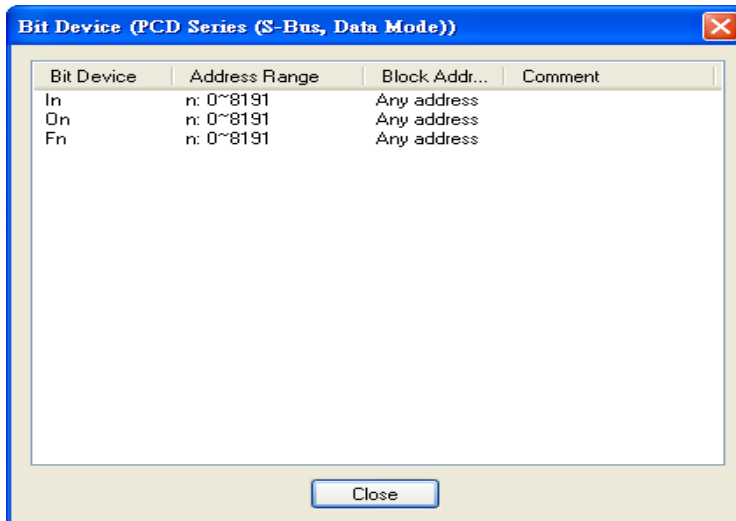 Bit Device (PCD Series (S-Bus, Data Mode))
Bit Device Address Range Block Addr... Comment
In n: 0~8191 Any address
On n: 0~8191 Any address
Fn n: 0~8191 Any address
Close